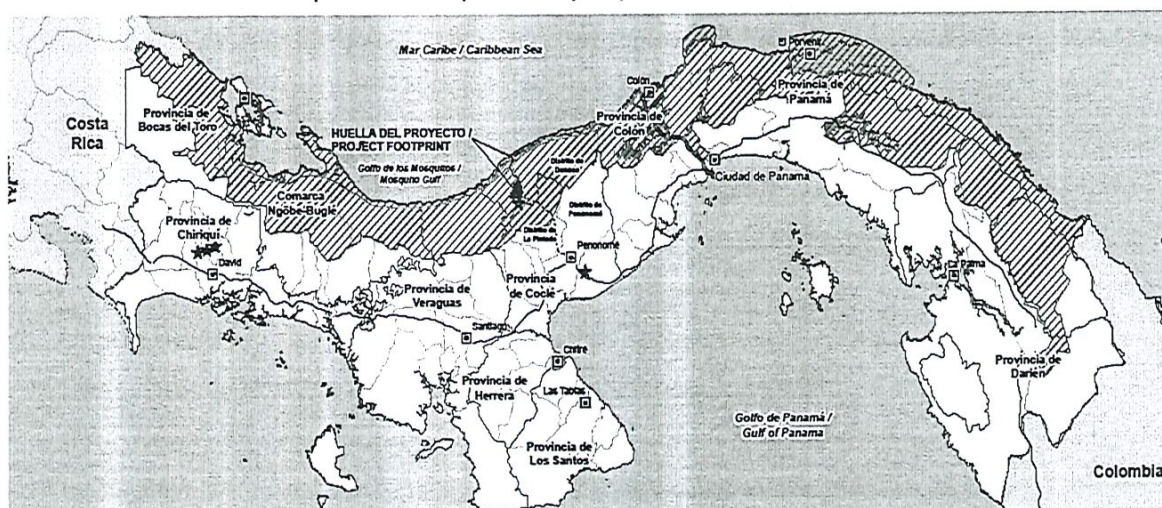 Mar Caribe / Caribbean Sea
Porvenir
Colón
Provincia de
Panamá
Provincia de
Bocas del Toro
Provincia de
Colón
Costa
Rica
HUELLA DEL PROYECTO /
PROJECT FOOTPRINT
Distrito de
Donoso
Golfo de los Mosquitos /
Mosquito Gulf
Ciudad de Panamá
Comarca
Ngöbe-Buglé
Distrito de
Penonomé
Provincia de
Chiriquí
Distrito de
La Pintada
Penonomé
David
La Palma
Provincia
de Coclé
Provincia de
Veraguas
Santiago
Chitré
Provincia de
Darién
Provincia de
Herrera
Las Tablas
Golfo de Panamá /
Gulf of Panama
Provincia de
Los Santos
Colombia